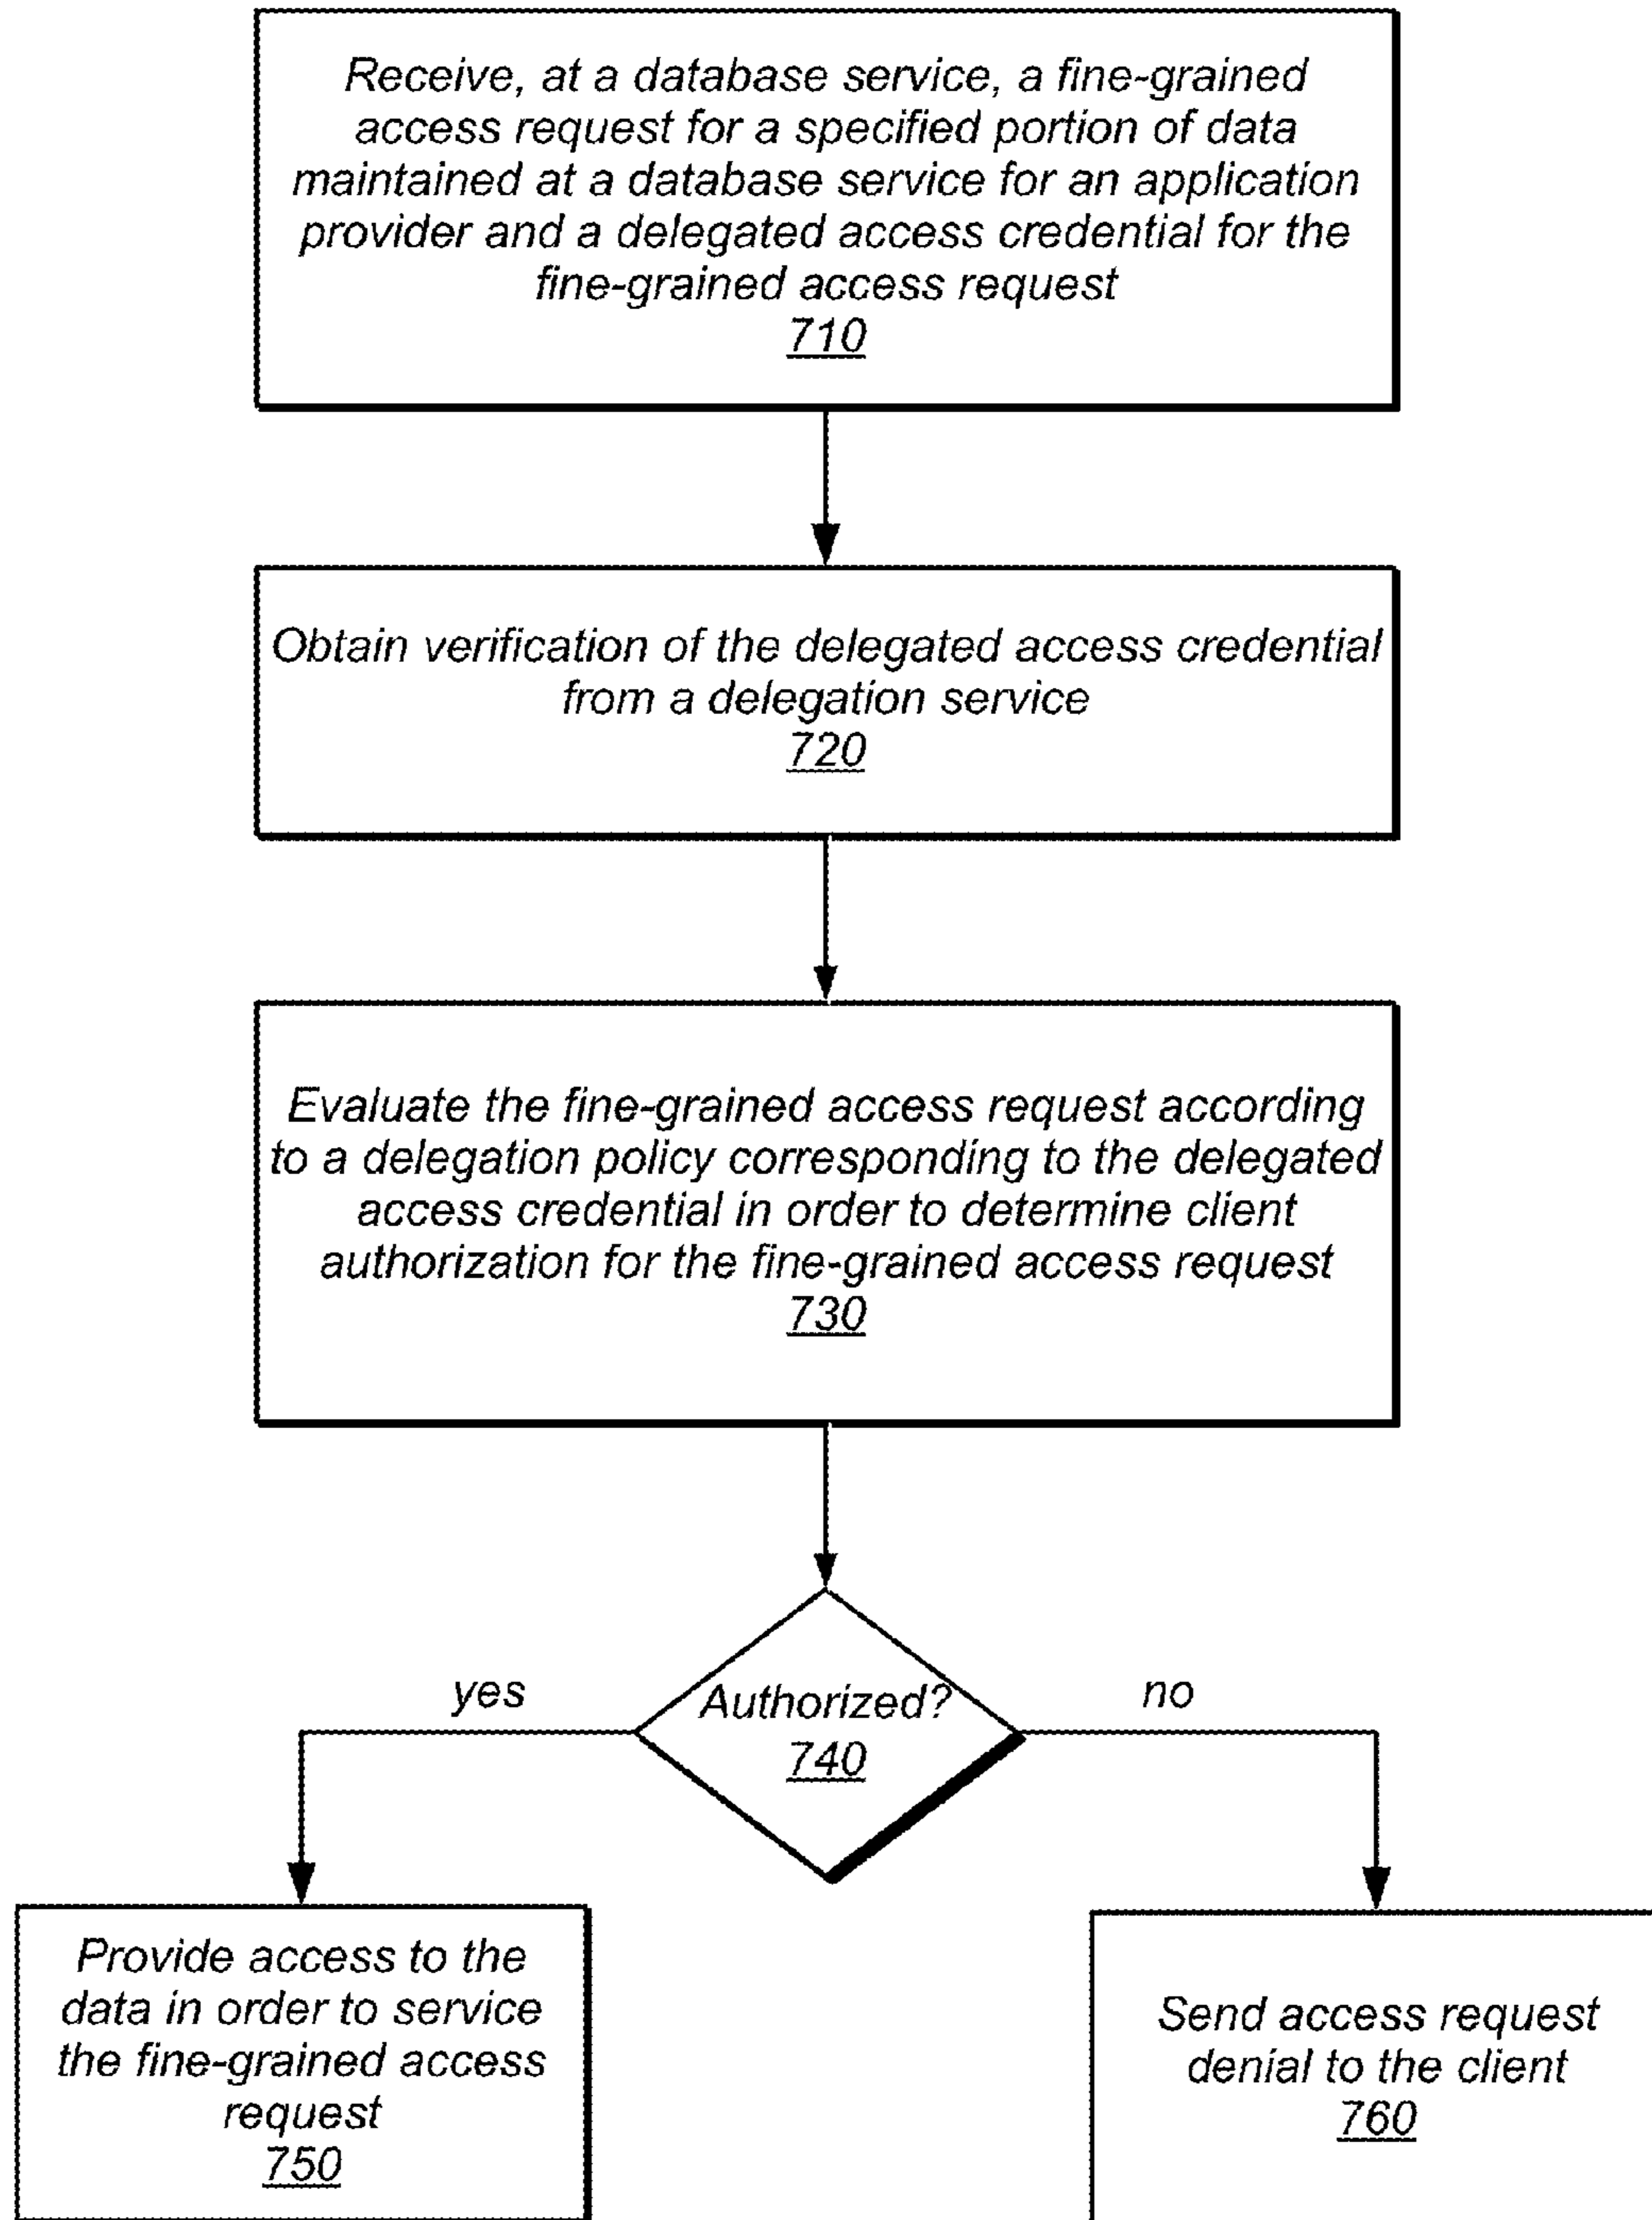 Receive, at a database service, a fine-grained
access request for a specified portion of data
maintained at a database service for an application
provider and a delegated access credential for the
fine-grained access request
710
Obtain verification of the delegated access credential
from a delegation service
720
Evaluate the fine-grained access request according
to a delegation policy corresponding to the delegated
access credential in order to determine client
authorization for the fine-grained access request
730
yes
Authorized?
740
no
Provide access to the
data in order to service
the fine-grained access
request
750
Send access request
denial to the client
760